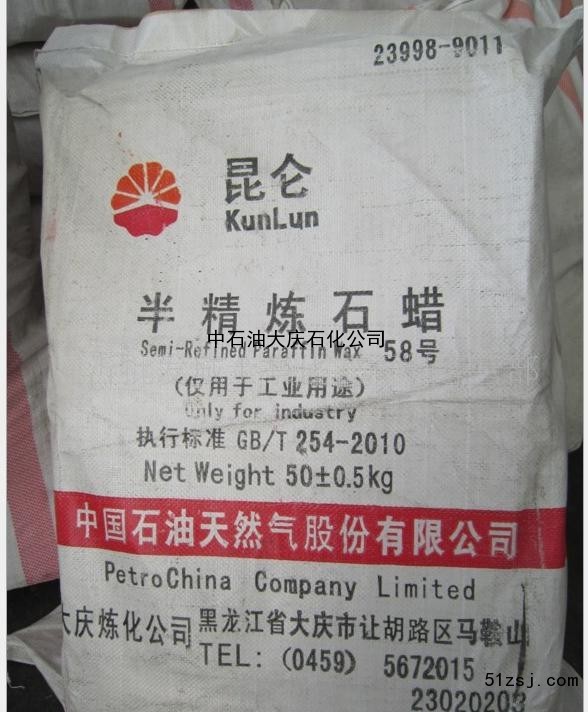 23998-9011
昆仑
KunLun
半精炼石蜡
中石油大庆石化公司
Semi-Refined Paraffin Wax 58号
(仅用于工业用途)
Only for industry
执行标准 GB/T 254-2010
Net Weight 50±0.5kg
中国石油天然气股份有限公司
PetroChina Company Limited
大庆炼化公司 黑龙江省大庆市让胡路区马鞍山
TEL: (0459) 5672015
51zsj.com
23020203